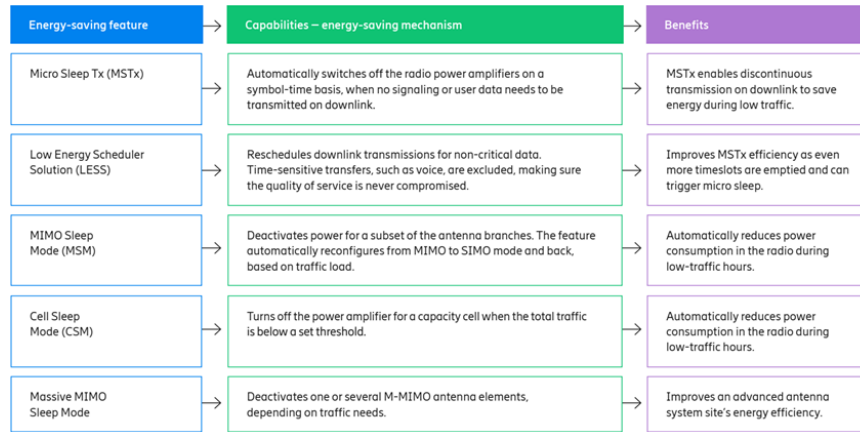 Energy-saving feature
Capabilities – energy-saving mechanism
Benefits
Micro Sleep Tx (MSTx)
Automatically switches off the radio power amplifiers on a
symbol-time basis, when no signaling or user data needs to be
transmitted on downlink.
MSTx enables discontinuous
transmission on downlink to save
energy during low traffic.
Low Energy Scheduler
Solution (LESS)
Reschedules downlink transmissions for non-critical data.
Time-sensitive transfers, such as voice, are excluded, making sure
the quality of service is never compromised.
Improves MSTx efficiency as even
more timeslots are emptied and can
trigger micro sleep.
MIMO Sleep
Mode (MSM)
Deactivates power for a subset of the antenna branches. The feature
automatically reconfigures from MIMO to SIMO mode and back,
based on traffic load.
Automatically reduces power
consumption in the radio during
low-traffic hours.
Cell Sleep
Mode (CSM)
Turns off the power amplifier for a capacity cell when the total traffic
is below a set threshold.
Automatically reduces power
consumption in the radio during
low-traffic hours.
Massive MIMO
Sleep Mode
Deactivates one or several M-MIMO antenna elements,
depending on traffic needs.
Improves an advanced antenna
system site's energy efficiency.